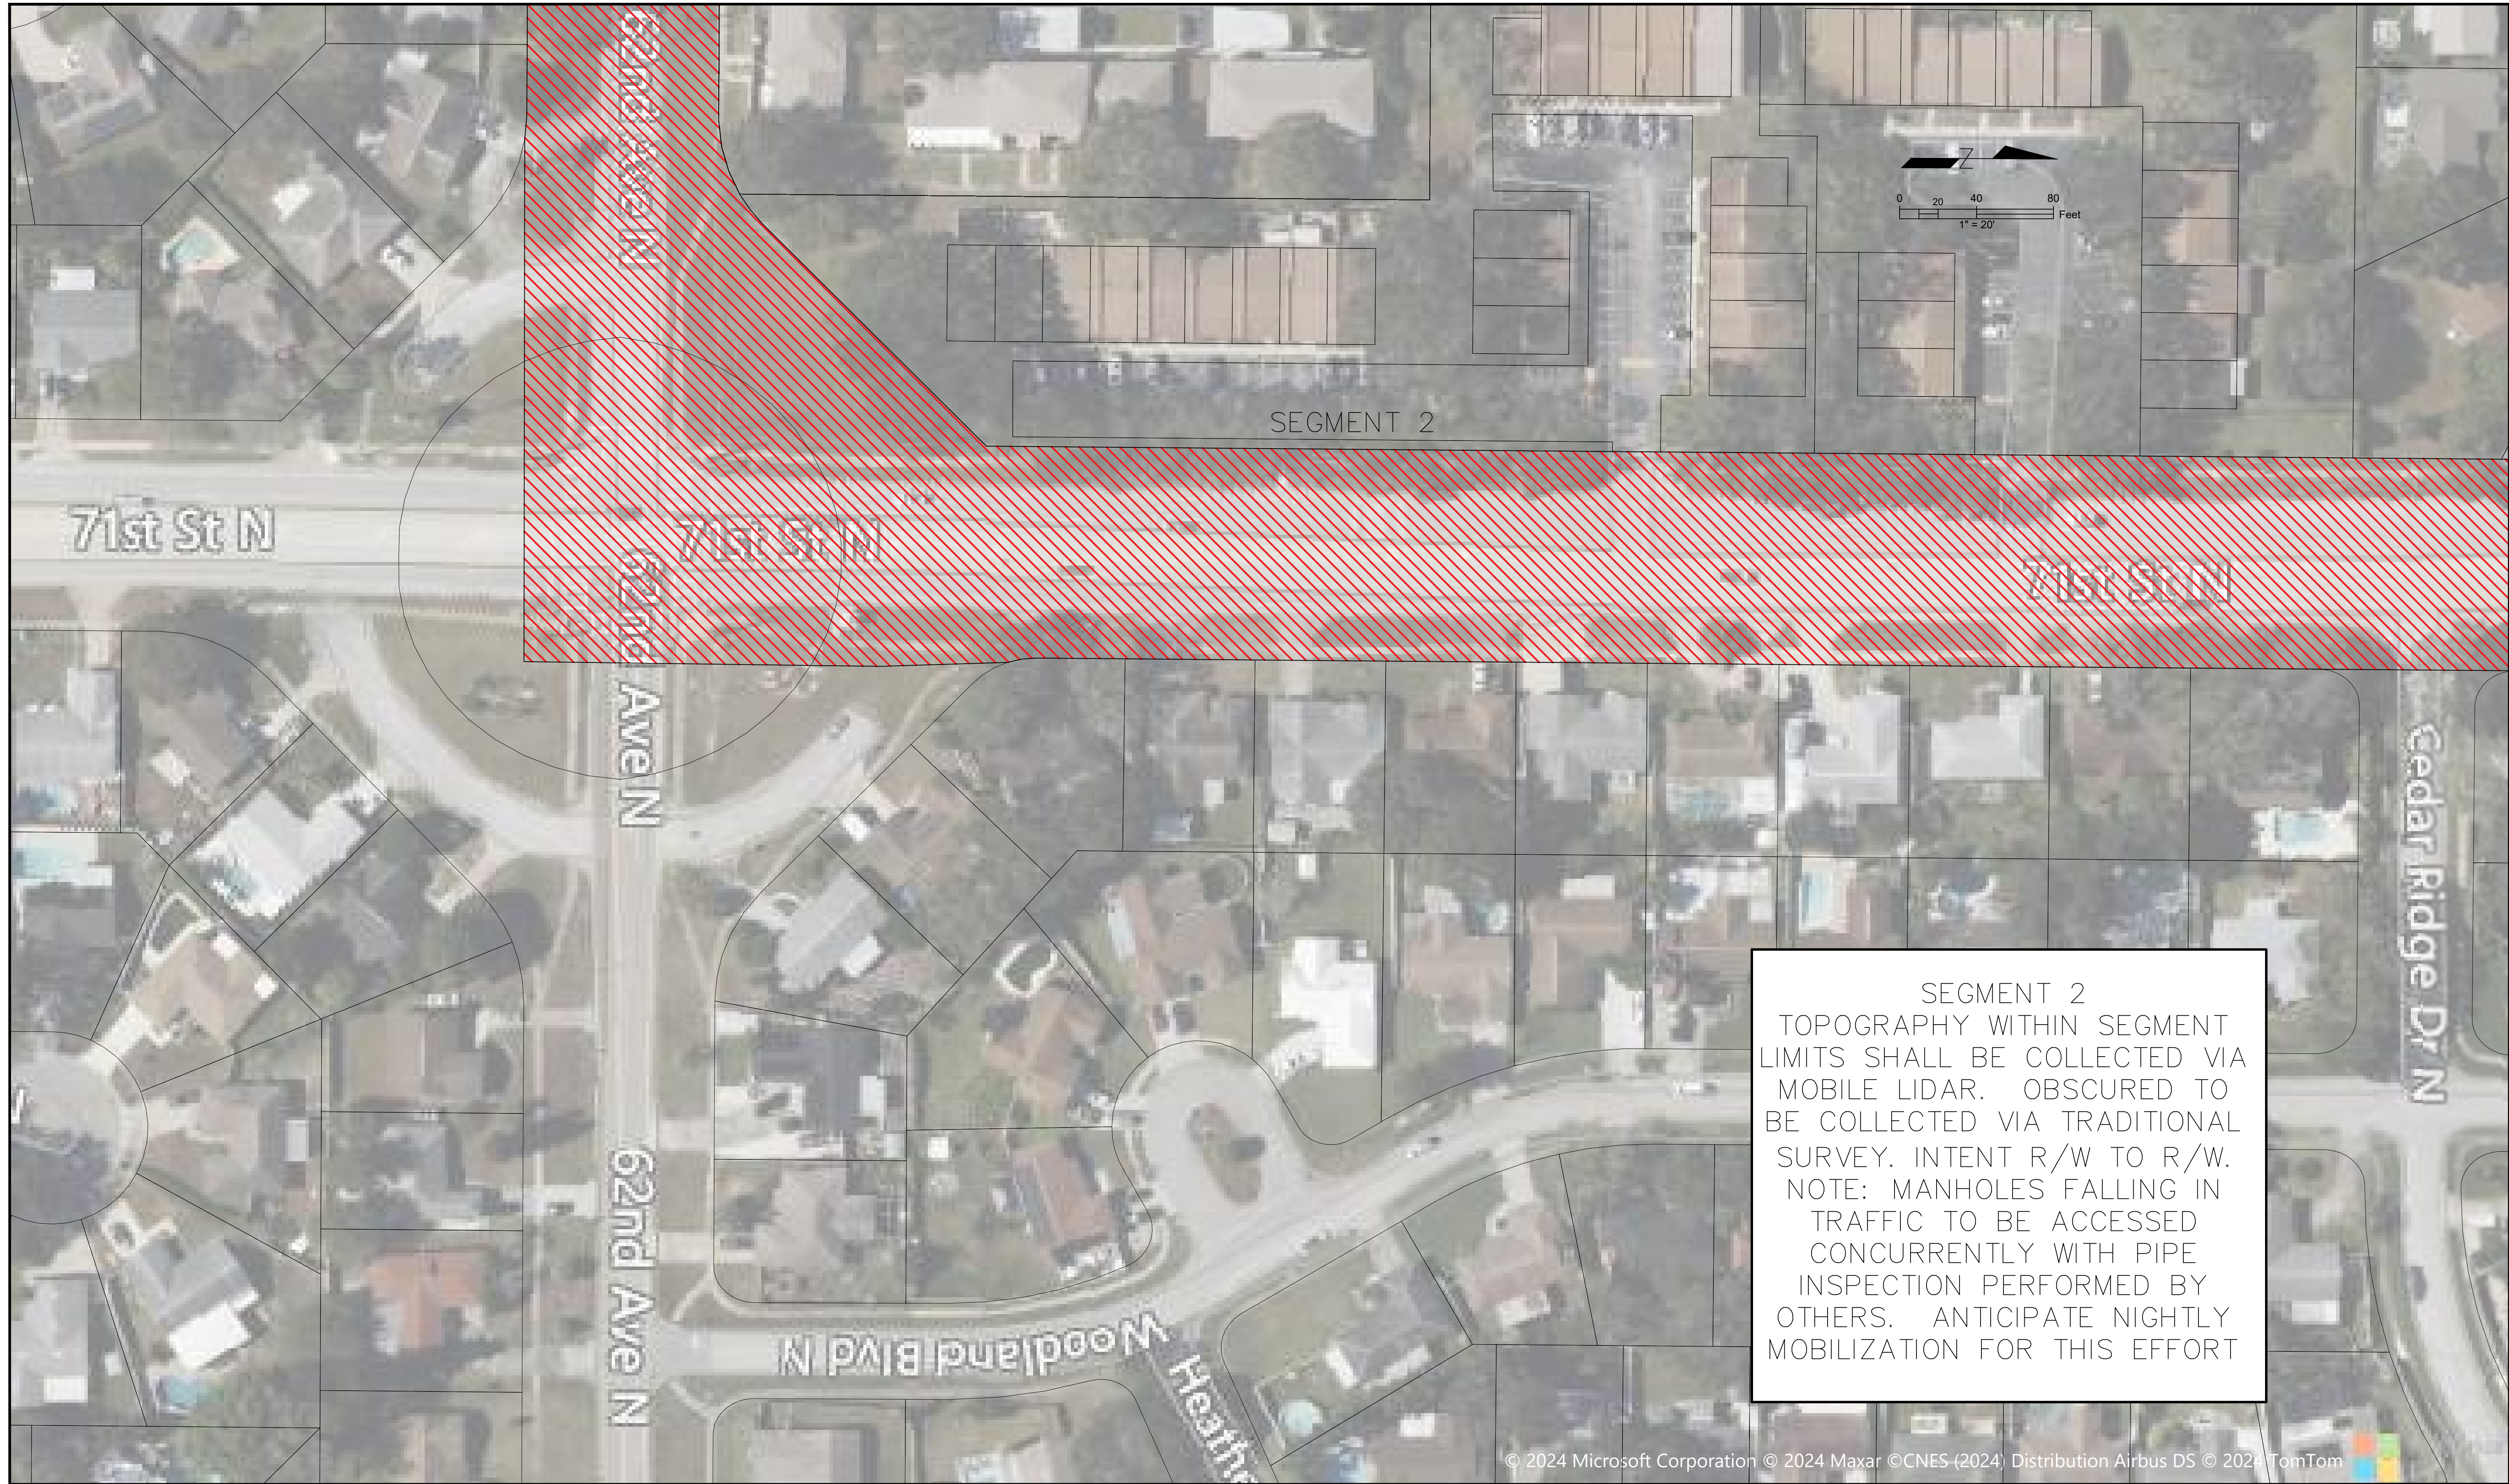 62nd Ave N
0 20 40 80
Feet
1" = 20'
N
SEGMENT 2
71st St N
71st St N
71st St N
62nd Ave N
Cedar Ridge Dr N
SEGMENT 2
TOPOGRAPHY WITHIN SEGMENT
LIMITS SHALL BE COLLECTED VIA
MOBILE LIDAR. OBSCURED TO
BE COLLECTED VIA TRADITIONAL
SURVEY. INTENT R/W TO R/W.
NOTE: MANHOLES FALLING IN
TRAFFIC TO BE ACCESSED
CONCURRENTLY WITH PIPE
INSPECTION PERFORMED BY
OTHERS. ANTICIPATE NIGHTLY
MOBILIZATION FOR THIS EFFORT
62nd Ave N
Woodland Blvd N
Heathe
© 2024 Microsoft Corporation © 2024 Maxar ©CNES (2024) Distribution Airbus DS © 2024 TomTom